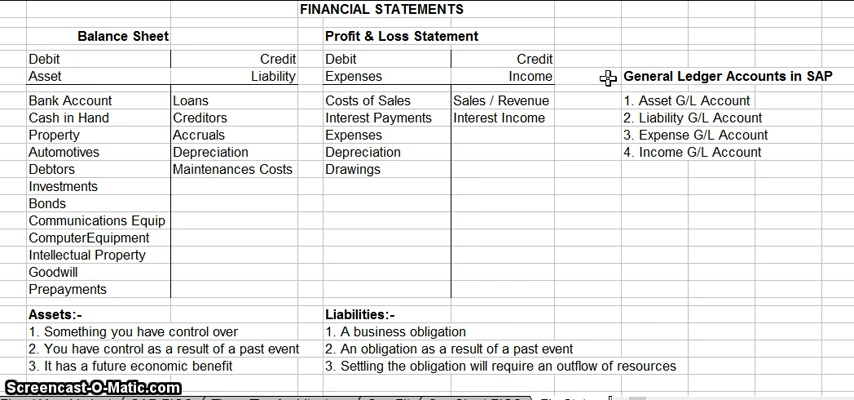 FINANCIAL STATEMENTS
Balance Sheet Profit & Loss Statement
Debit Credit Debit Credit
Asset Liability Expenses Income General Ledger Accounts in SAP
Bank Account Loans Costs of Sales Sales / Revenue 1. Asset G/L Account
Cash in Hand Creditors Interest Payments Interest Income 2. Liability G/L Account
Property Accruals Expenses 3. Expense G/L Account
Automotives Depreciation Depreciation 4. Income G/L Account
Debtors Maintenances Costs Drawings
Investments
Bonds
Communications Equip
ComputerEquipment
Intellectual Property
Goodwill
Prepayments
Assets:- Liabilities:-
1. Something you have control over 1. A business obligation
2. You have control as a result of a past event 2. An obligation as a result of a past event
3. It has a future economic benefit 3. Settling the obligation will require an outflow of resources
Screencast-O-Matic.com